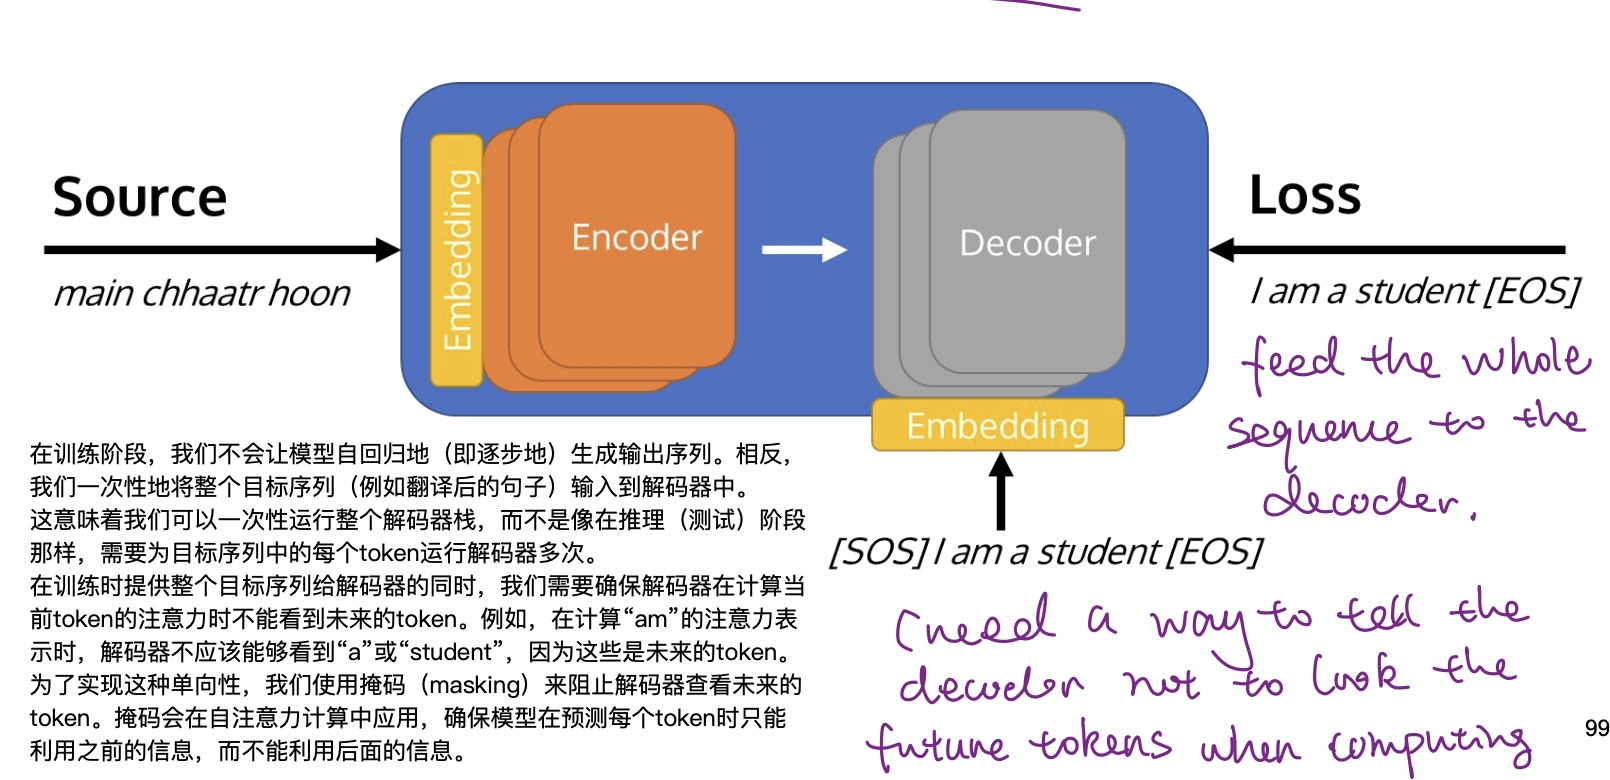 Source
main chhaatr hoon
Embedding
Encoder
Decoder
Embedding
[SOS] I am a student [EOS]
Loss
I am a student [EOS]
feed the whole
sequence to the
decoder.
(need a way to tell the
decoder not to look the
future tokens when computing
在训练阶段，我们不会让模型自回归地（即逐步地）生成输出序列。相反，
我们一次性地将整个目标序列（例如翻译后的句子）输入到解码器中。
这意味着我们可以一次性运行整个解码器栈，而不是像在推理（测试）阶段
那样，需要为目标序列中的每个token运行解码器多次。
在训练时提供整个目标序列给解码器的同时，我们需要确保解码器在计算当
前token的注意力时不能看到未来的token。例如，在计算“am”的注意力表
示时，解码器不应该能够看到“a”或“student”，因为这些是未来的token。
为了实现这种单向性，我们使用掩码（masking）来阻止解码器查看未来的
token。掩码会在自注意力计算中应用，确保模型在预测每个token时只能
利用之前的信息，而不能利用后面的信息。
99